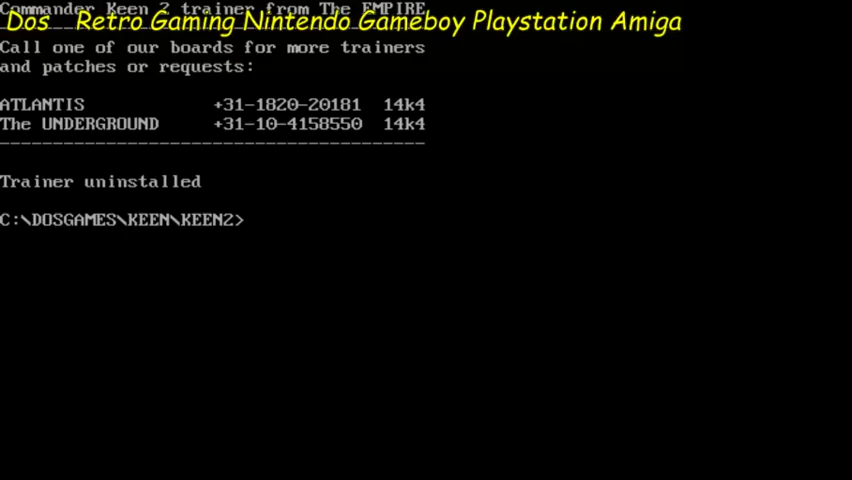 Commander Keen 2 trainer from The EMPIRE
Dos Retro Gaming Nintendo Gameboy Playstation Amiga
Call one of our boards for more trainers
and patches or requests:
ATLANTIS +31-1820-20181 14k4
The UNDERGROUND +31-10-4158550 14k4
----------------------------------------
Trainer uninstalled
C:\DOSGAMES\KEEN\KEEN2>